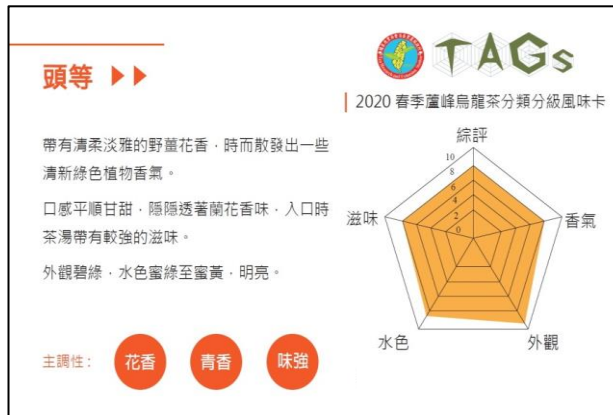 TAGs
頭等
2020 春季蘆峰烏龍茶分類分級風味卡
帶有清柔淡雅的野薑花香，時而散發出一些
清新綠色植物香氣。
口感平順甘甜，隱隱透著蘭花香味，入口時
茶湯帶有較強的滋味。
外觀碧綠，水色蜜綠至蜜黃，明亮。
綜評
10
8
6
4
2
0
滋味
香氣
水色
外觀
主調性：
花香
青香
味強